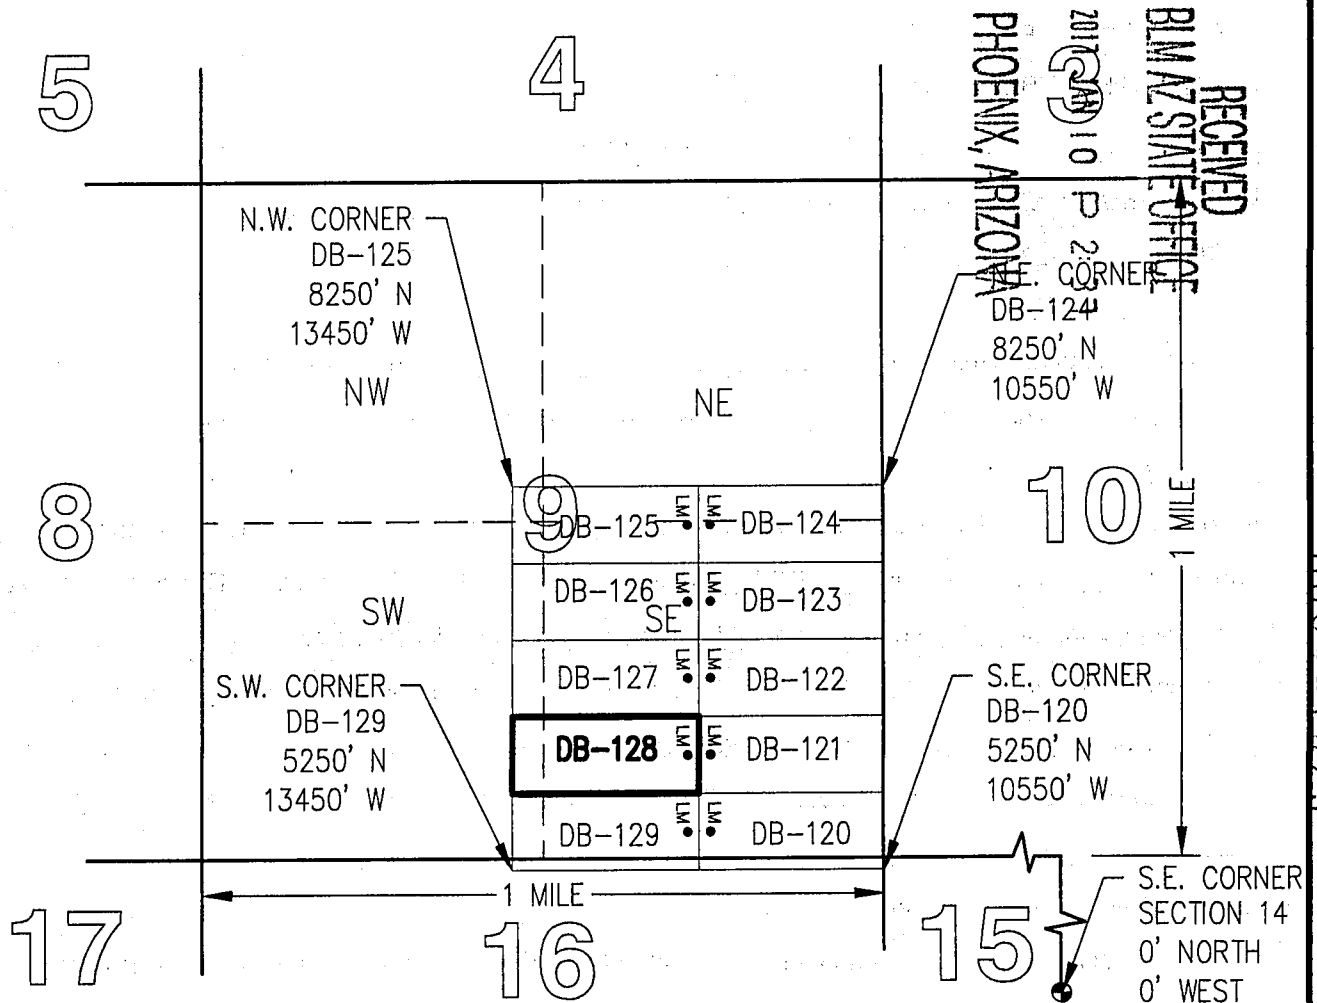 5
4
3
RECEIVED
BLM AZ STATE OFFICE
10 P
PHOENIX, ARIZONA
N.W. CORNER
DB-125
8250' N
13450' W
N.E. CORNER
DB-124
8250' N
10550' W
NW
NE
8
9
10
1 MILE
DB-125
LM
LM
DB-124
DB-126
LM
LM
DB-123
SW
SE
DB-127
LM
LM
DB-122
DB-128
LM
LM
DB-121
DB-129
LM
LM
DB-120
S.W. CORNER
DB-129
5250' N
13450' W
S.E. CORNER
DB-120
5250' N
10550' W
1 MILE
17
16
15
S.E. CORNER
SECTION 14
0' NORTH
0' WEST